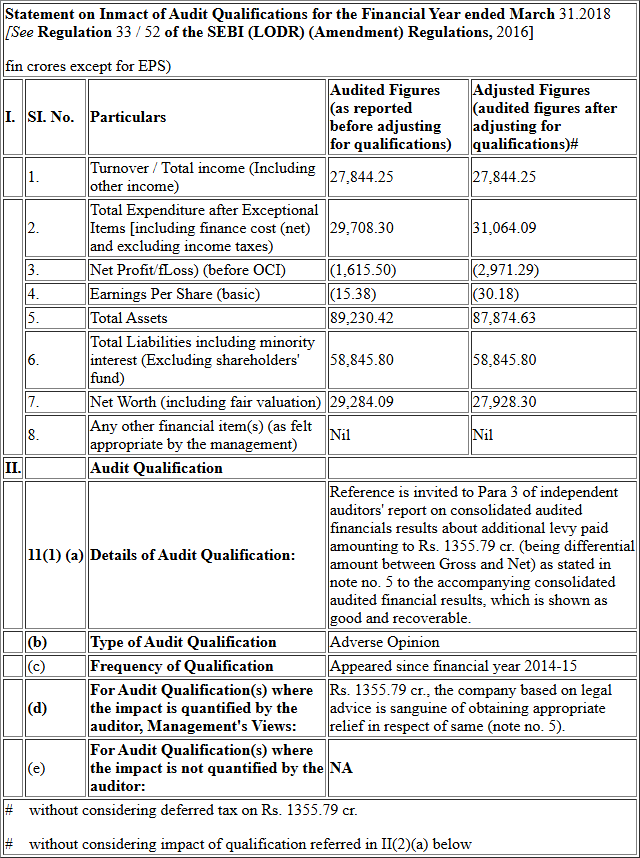 Statement on Inmact of Audit Qualifications for the Financial Year ended March 31.2018
[See Regulation 33 / 52 of the SEBI (LODR) (Amendment) Regulations, 2016]
fin crores except for EPS)
I. SI. No. Particulars Audited Figures (as reported before adjusting for qualifications) Adjusted Figures (audited figures after adjusting for qualifications)#
1. Turnover / Total income (Including other income) 27,844.25 27,844.25
2. Total Expenditure after Exceptional Items [including finance cost (net) and excluding income taxes) 29,708.30 31,064.09
3. Net Profit/fLoss) (before OCI) (1,615.50) (2,971.29)
4. Earnings Per Share (basic) (15.38) (30.18)
5. Total Assets 89,230.42 87,874.63
6. Total Liabilities including minority interest (Excluding shareholders' fund) 58,845.80 58,845.80
7. Net Worth (including fair valuation) 29,284.09 27,928.30
8. Any other financial item(s) (as felt appropriate by the management) Nil Nil
II. Audit Qualification
11(1) (a) Details of Audit Qualification: Reference is invited to Para 3 of independent auditors' report on consolidated audited financials results about additional levy paid amounting to Rs. 1355.79 cr. (being differential amount between Gross and Net) as stated in note no. 5 to the accompanying consolidated audited financial results, which is shown as good and recoverable.
(b) Type of Audit Qualification Adverse Opinion
(c) Frequency of Qualification Appeared since financial year 2014-15
(d) For Audit Qualification(s) where the impact is quantified by the auditor, Management's Views: Rs. 1355.79 cr., the company based on legal advice is sanguine of obtaining appropriate relief in respect of same (note no. 5).
(e) For Audit Qualification(s) where the impact is not quantified by the auditor: NA
# without considering deferred tax on Rs. 1355.79 cr.
# without considering impact of qualification referred in II(2)(a) below